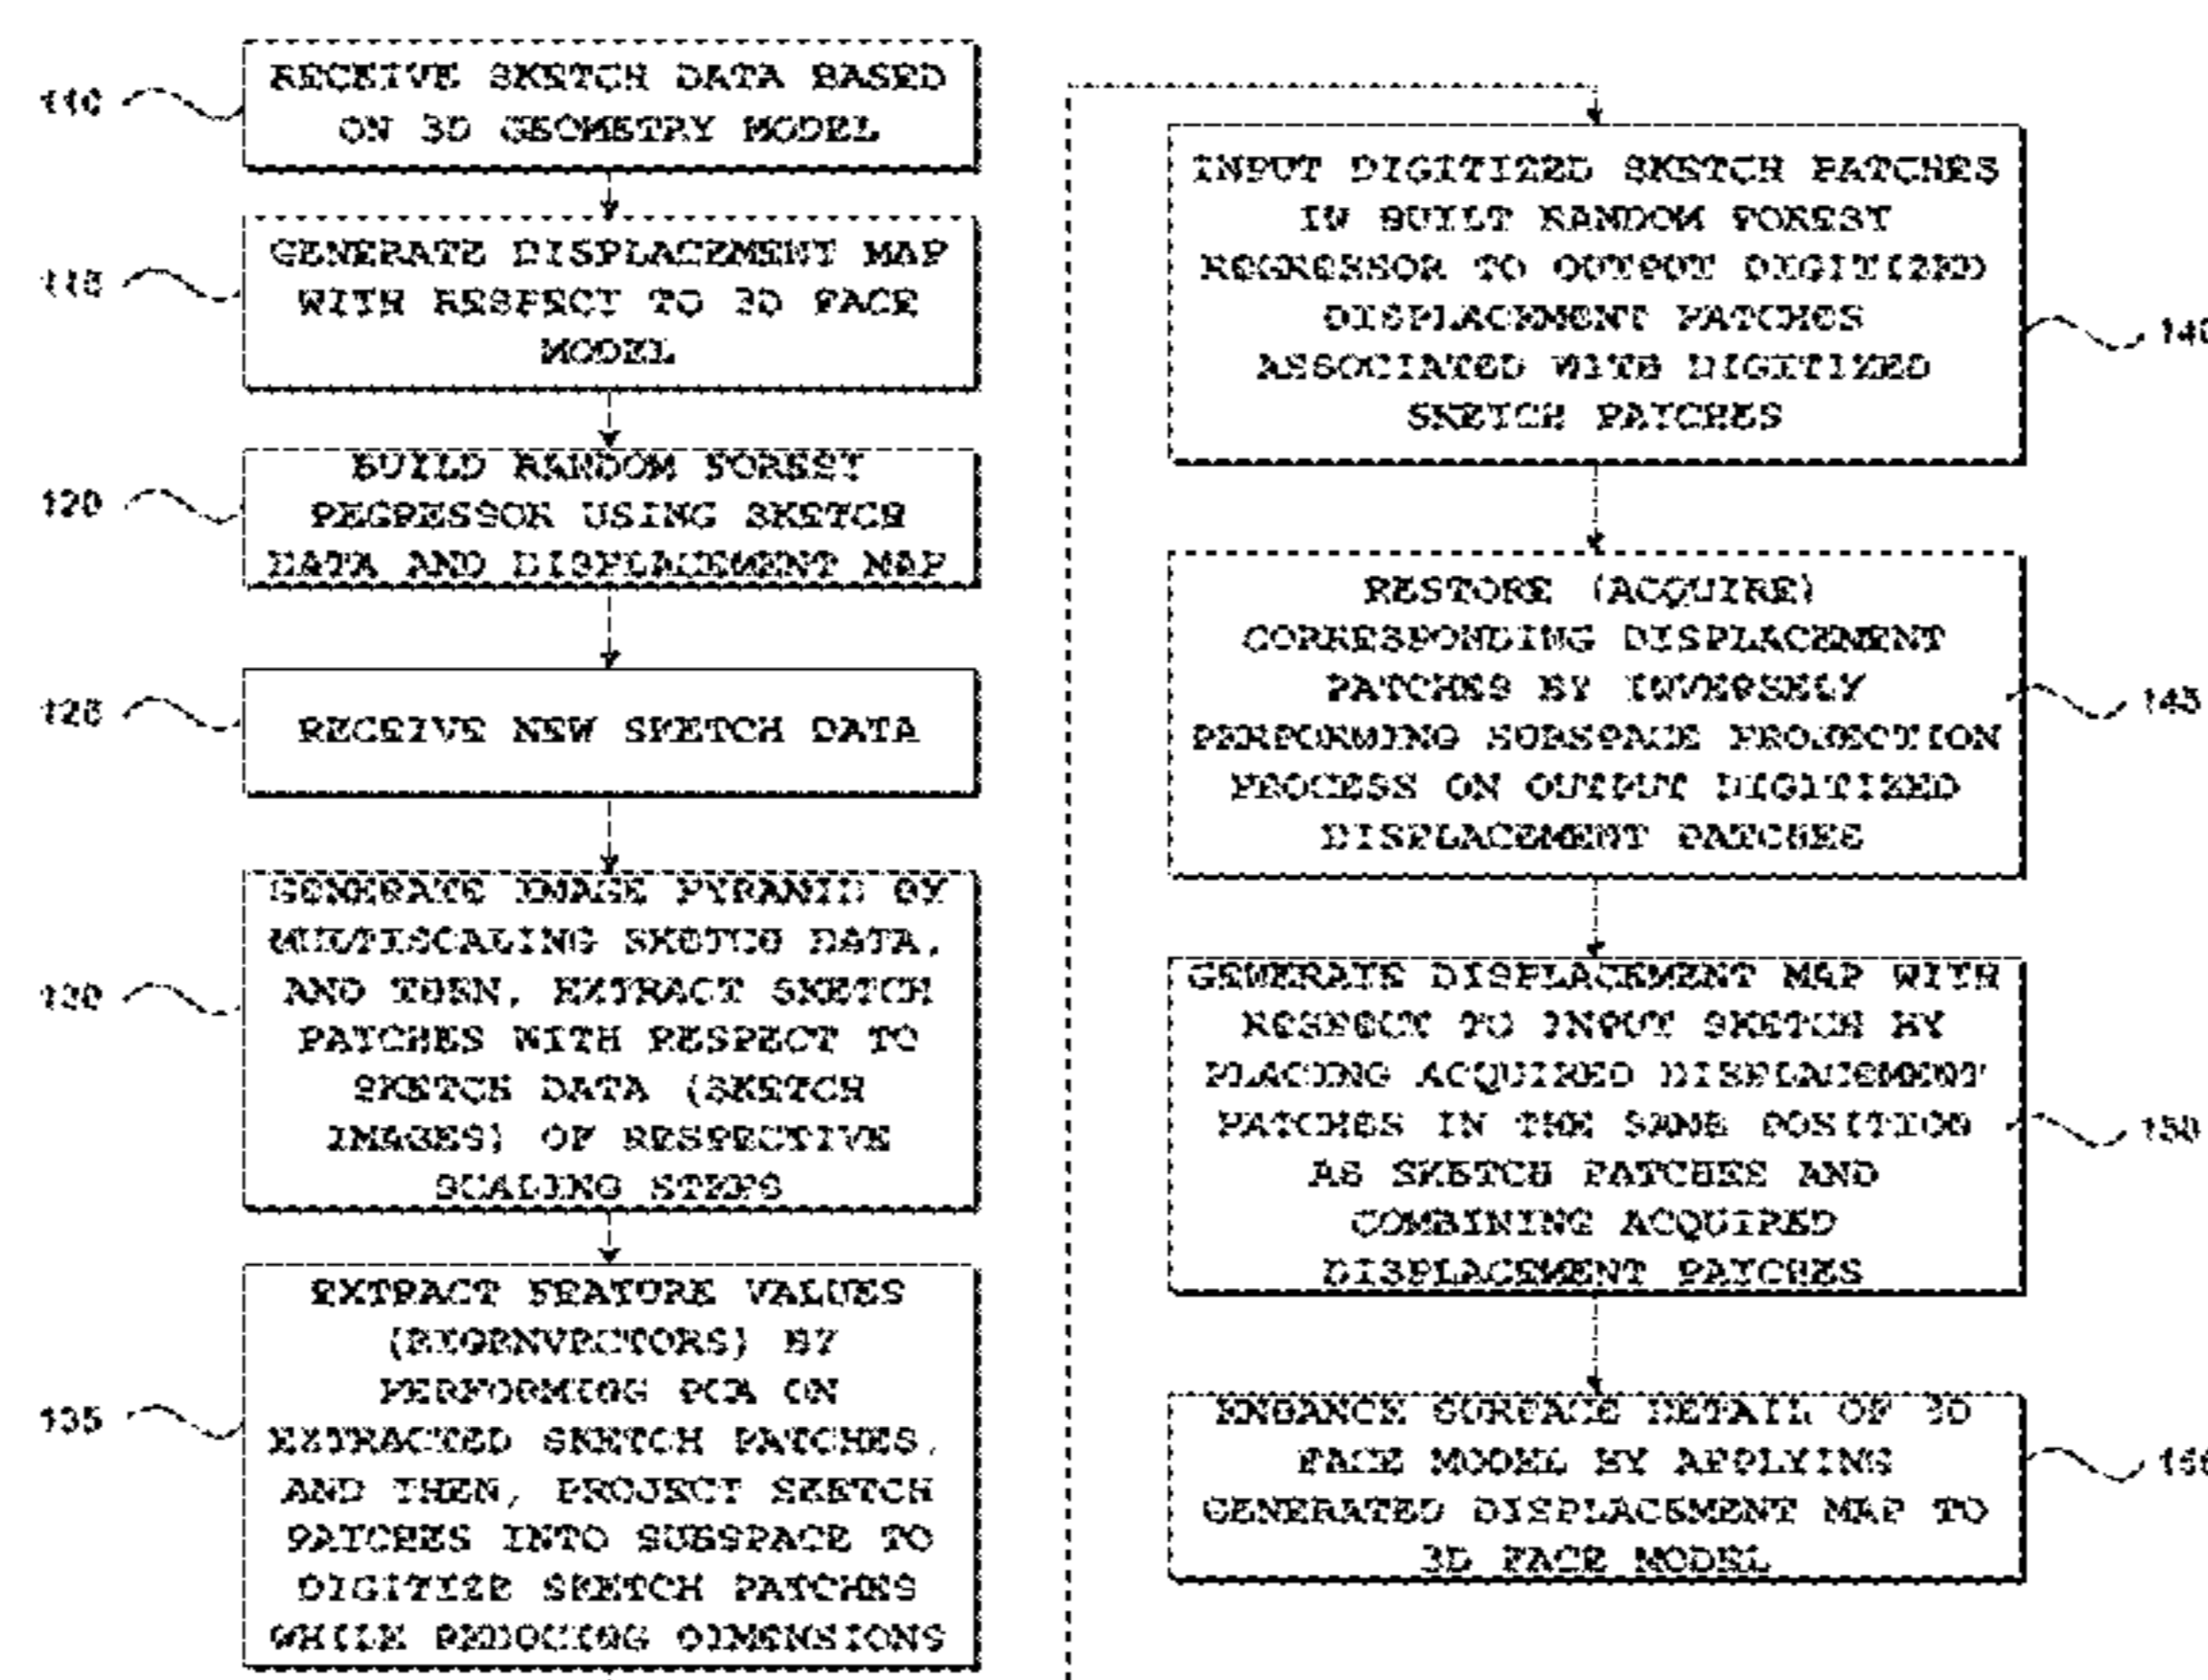 110
RECEIVE SKETCH DATA BASED
ON 3D GEOMETRY MODEL
115
GENERATE DISPLACEMENT MAP
WITH RESPECT TO 3D FACE
MODEL
120
BUILD RANDOM FOREST
REGRESSOR USING SKETCH
DATA AND DISPLACEMENT MAP
125
RECEIVE NEW SKETCH DATA
130
GENERATE IMAGE PYRAMID BY
MULTISCALING SKETCH DATA,
AND THEN, EXTRACT SKETCH
PATCHES WITH RESPECT TO
SKETCH DATA (SKETCH
IMAGES) OF RESPECTIVE
SCALING STEPS
135
EXTRACT FEATURE VALUES
(EIGENVECTORS) BY
PERFORMING PCA ON
EXTRACTED SKETCH PATCHES,
AND THEN, PROJECT SKETCH
PATCHES INTO SUBSPACE TO
DIGITIZE SKETCH PATCHES
WHILE REDUCING DIMENSIONS
INPUT DIGITIZED SKETCH PATCHES
IN BUILT RANDOM FOREST
REGRESSOR TO OUTPUT DIGITIZED
DISPLACEMENT PATCHES
ASSOCIATED WITH DIGITIZED
SKETCH PATCHES
140
RESTORE (ACQUIRE)
CORRESPONDING DISPLACEMENT
PATCHES BY INVERSELY
PERFORMING SUBSPACE PROJECTION
PROCESS ON OUTPUT DIGITIZED
DISPLACEMENT PATCHES
145
GENERATE DISPLACEMENT MAP WITH
RESPECT TO INPUT SKETCH BY
PLACING ACQUIRED DISPLACEMENT
PATCHES IN THE SAME POSITION
AS SKETCH PATCHES AND
COMBINING ACQUIRED
DISPLACEMENT PATCHES
150
ENHANCE SURFACE DETAIL OF 3D
FACE MODEL BY APPLYING
GENERATED DISPLACEMENT MAP TO
3D FACE MODEL